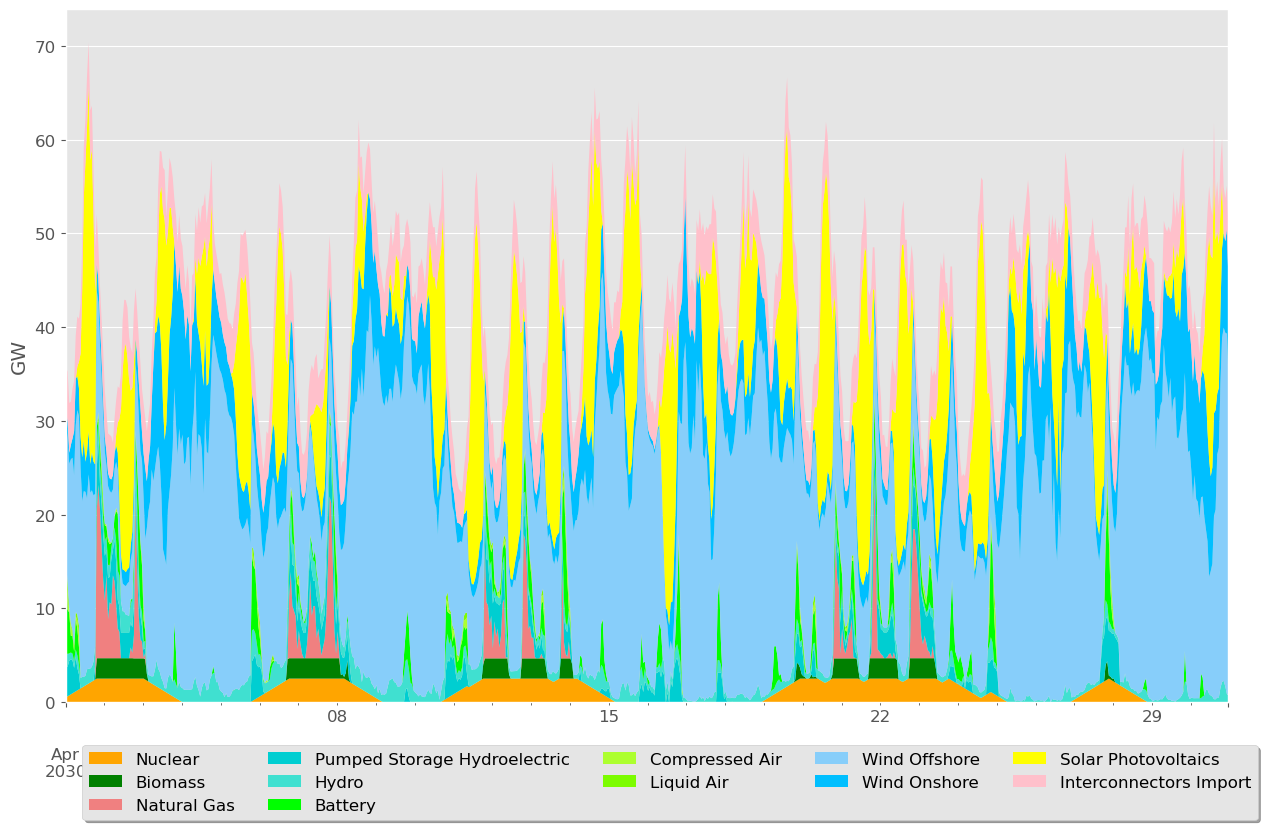 70
60
50
40
30
20
10
0
GW
08
15
22
29
Apr
2030
Nuclear
Biomass
Natural Gas
Pumped Storage Hydroelectric
Hydro
Battery
Compressed Air
Liquid Air
Wind Offshore
Wind Onshore
Solar Photovoltaics
Interconnectors Import